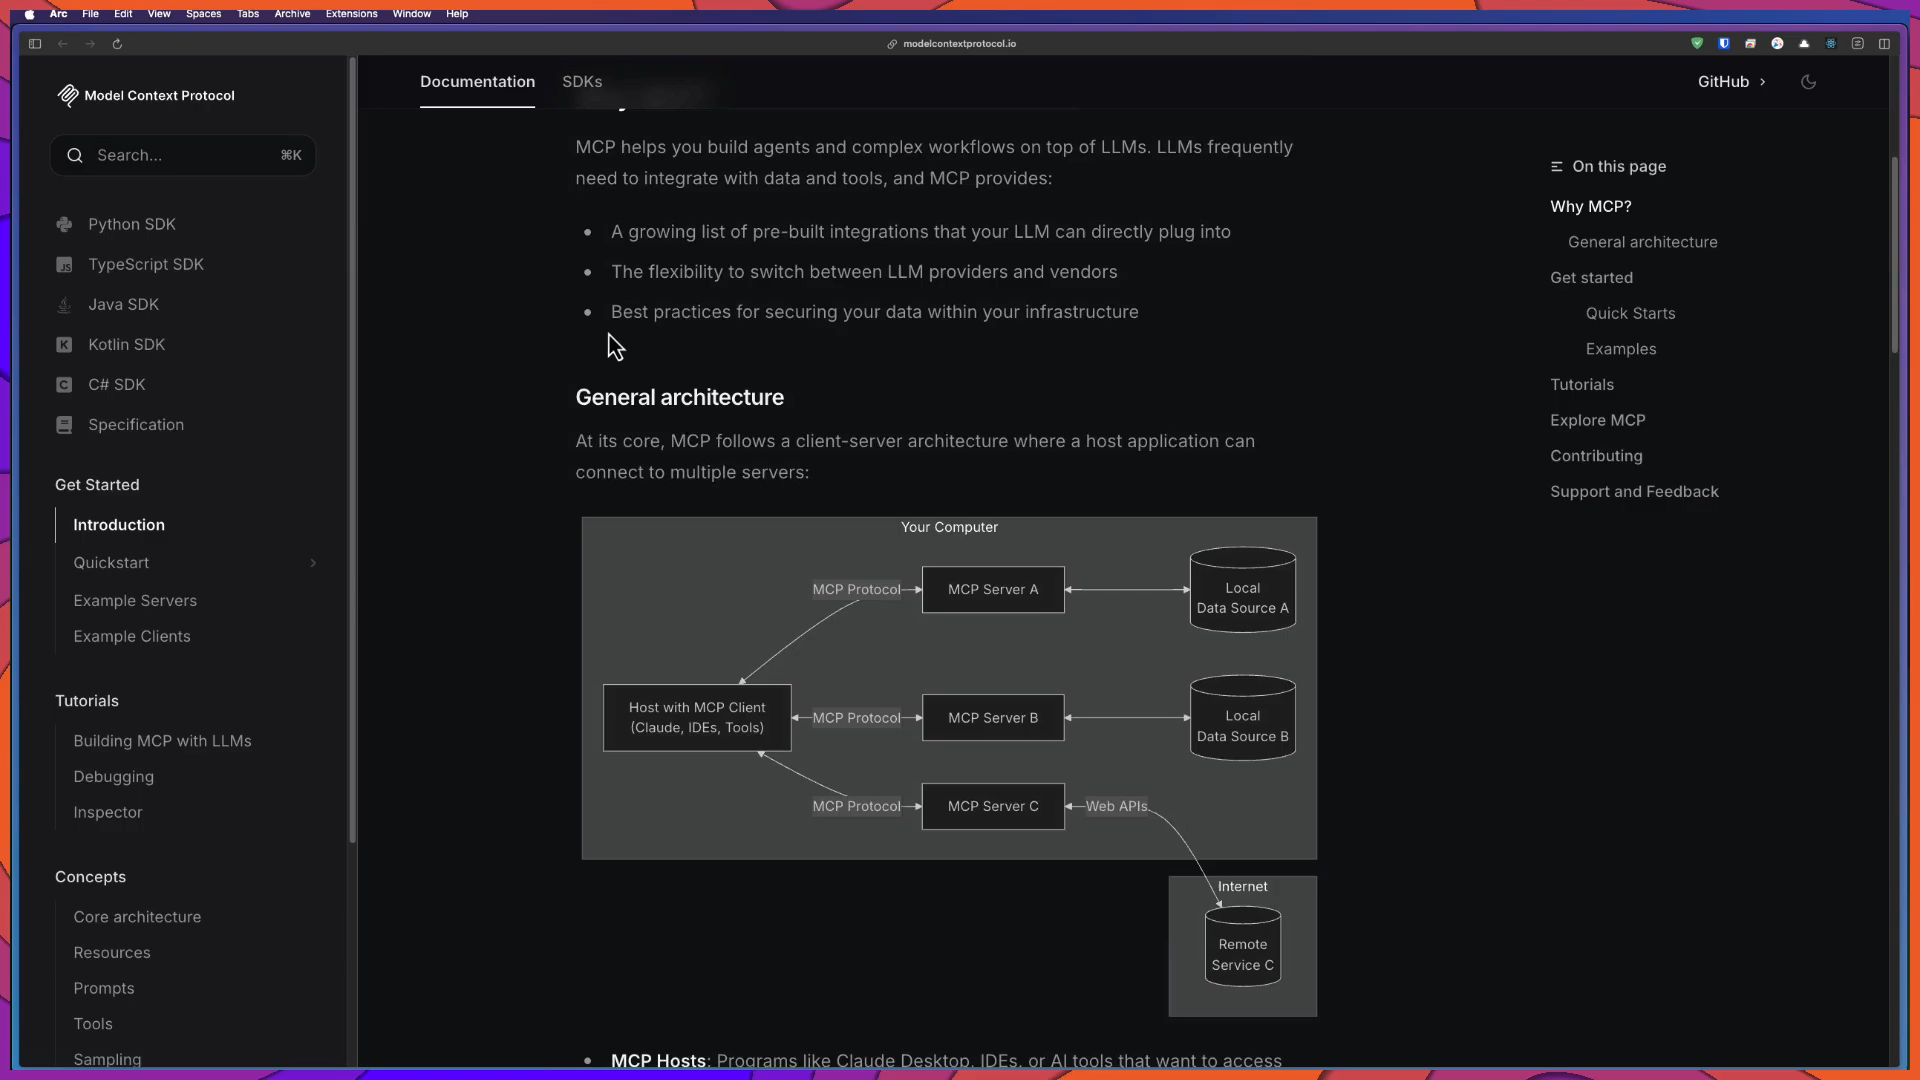 Arc File Edit View Spaces Tabs Archive Extensions Window Help
modelcontextprotocol.io
Model Context Protocol
Search... ⌘K
Python SDK
TypeScript SDK
Java SDK
Kotlin SDK
C# SDK
Specification
Get Started
Introduction
Quickstart
Example Servers
Example Clients
Tutorials
Building MCP with LLMs
Debugging
Inspector
Concepts
Core architecture
Resources
Prompts
Tools
Sampling
Documentation SDKs
GitHub
MCP helps you build agents and complex workflows on top of LLMs. LLMs frequently
need to integrate with data and tools, and MCP provides:
• A growing list of pre-built integrations that your LLM can directly plug into
• The flexibility to switch between LLM providers and vendors
• Best practices for securing your data within your infrastructure
General architecture
At its core, MCP follows a client-server architecture where a host application can
connect to multiple servers:
Your Computer
MCP Protocol
MCP Server A
Local
Data Source A
Host with MCP Client
(Claude, IDEs, Tools)
MCP Protocol
MCP Server B
Local
Data Source B
MCP Protocol
MCP Server C
Web APIs
Internet
Remote
Service C
• MCP Hosts: Programs like Claude Desktop, IDEs, or AI tools that want to access
On this page
Why MCP?
General architecture
Get started
Quick Starts
Examples
Tutorials
Explore MCP
Contributing
Support and Feedback